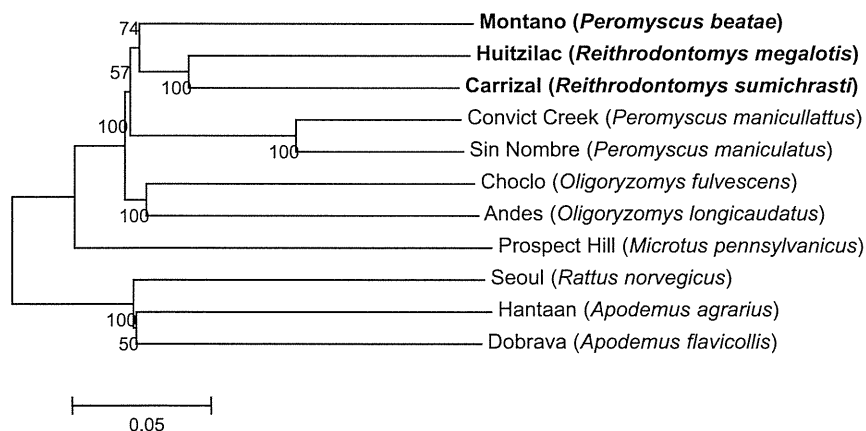 74
Montano (Peromyscus beatae)
57
Huitzilac (Reithrodontomys megalotis)
100
Carrizal (Reithrodontomys sumichrasti)
100
Convict Creek (Peromyscus manicullattus)
100
Sin Nombre (Peromyscus maniculatus)
Choclo (Oligoryzomys fulvescens)
100
Andes (Oligoryzomys longicaudatus)
Prospect Hill (Microtus pennsylvanicus)
Seoul (Rattus norvegicus)
100
Hantaan (Apodemus agrarius)
50
Dobrava (Apodemus flavicollis)
0.05